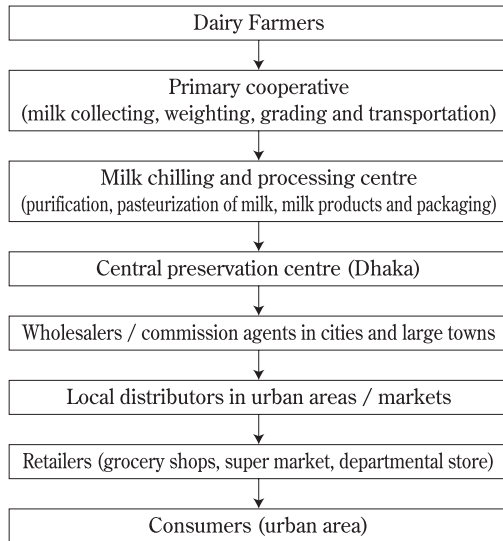 Dairy Farmers
Primary cooperative
(milk collecting, weighting, grading and transportation)
Milk chilling and processing centre
(purification, pasteurization of milk, milk products and packaging)
Central preservation centre (Dhaka)
Wholesalers / commission agents in cities and large towns
Local distributors in urban areas / markets
Retailers (grocery shops, super market, departmental store)
Consumers (urban area)